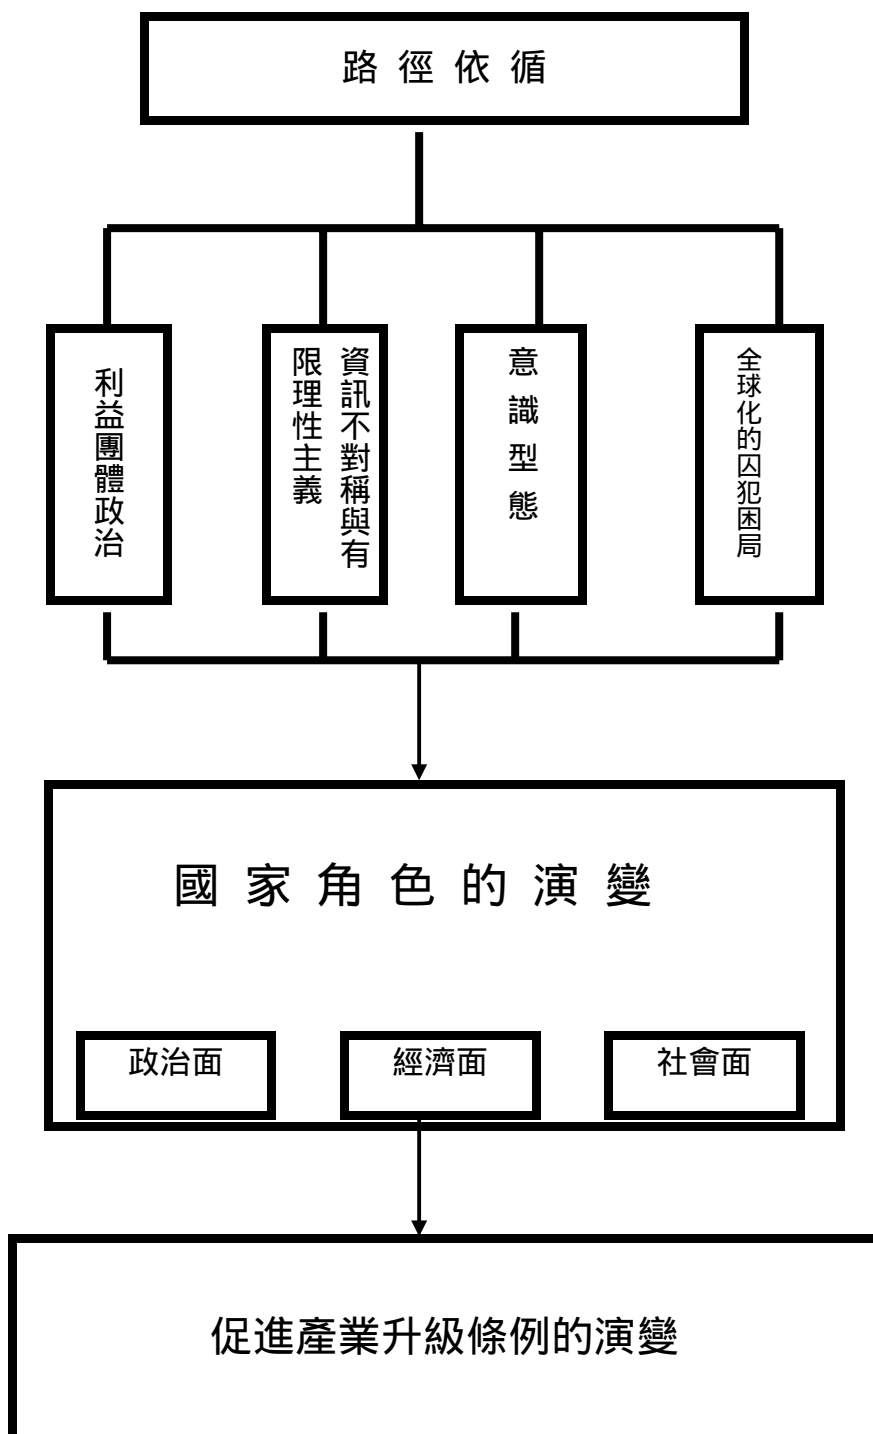 路徑依循
利益團體政治
資訊不對稱與有
限理性主義
意識型態
全球化的囚犯困局
國家角色的演變
政治面
經濟面
社會面
促進產業升級條例的演變